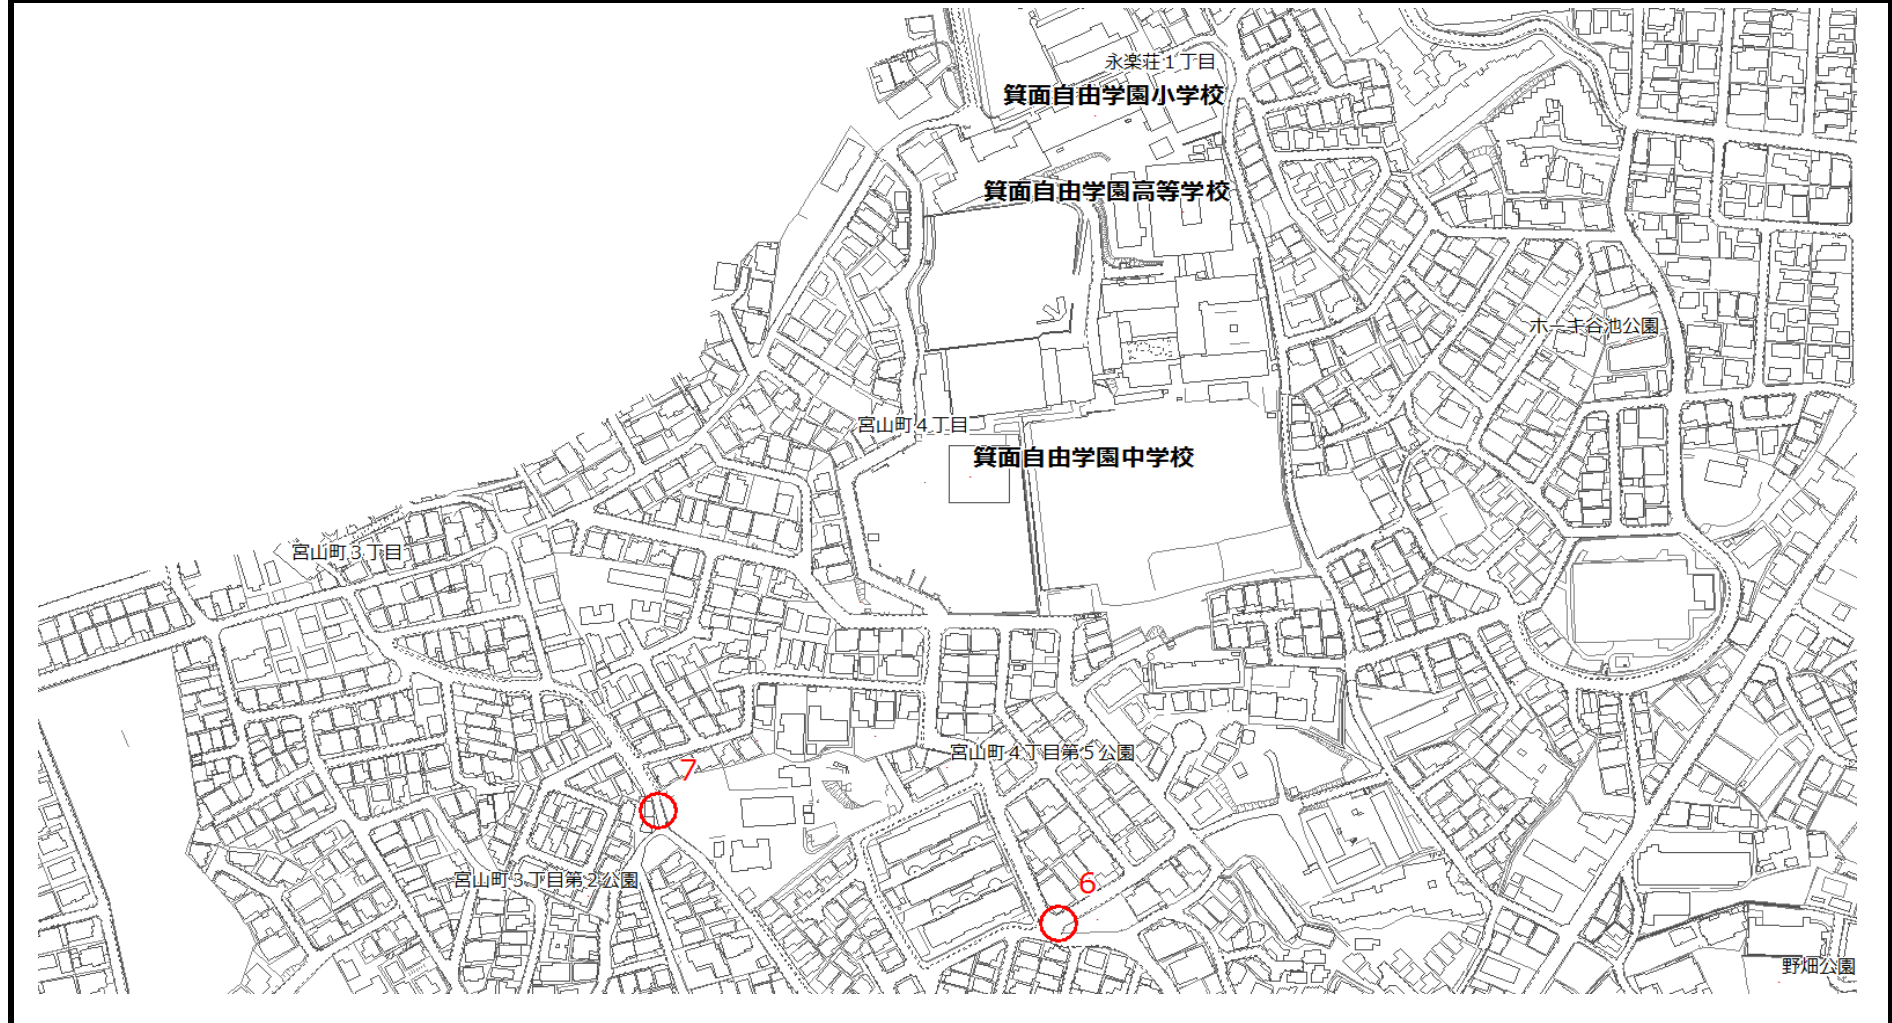 永楽荘1丁目
箕面自由学園小学校
箕面自由学園高等学校
ホーキ谷池公園
宮山町4丁目
箕面自由学園中学校
宮山町3丁目
宮山町4丁目第5公園
7
宮山町3丁目第2公園
6
野畑公園